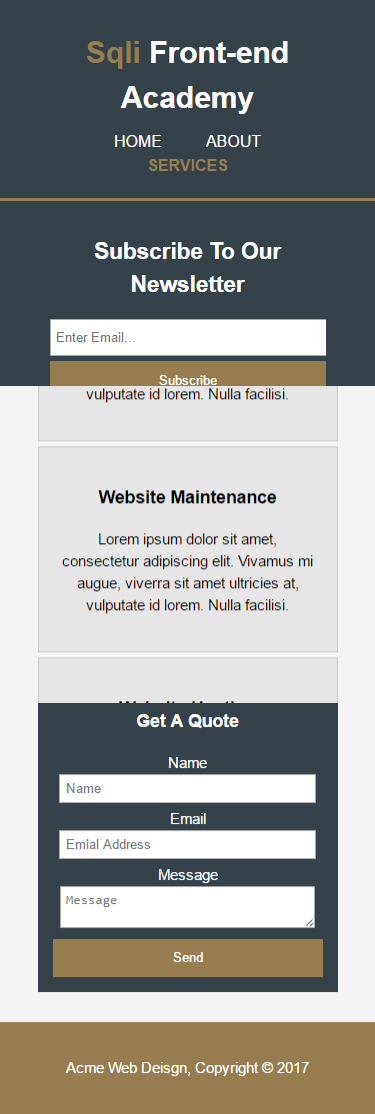 Sqli Front-end
Academy
HOME ABOUT
SERVICES
Subscribe To Our
Newsletter
Enter Email...
Subscribe
vulputate id lorem. Nulla facilisi.
Website Maintenance
Lorem ipsum dolor sit amet,
consectetur adipiscing elit. Vivamus mi
augue, viverra sit amet ultricies at,
vulputate id lorem. Nulla facilisi.
Get A Quote
Name
Name
Email
Emial Address
Message
Message
Send
Acme Web Deisgn, Copyright © 2017